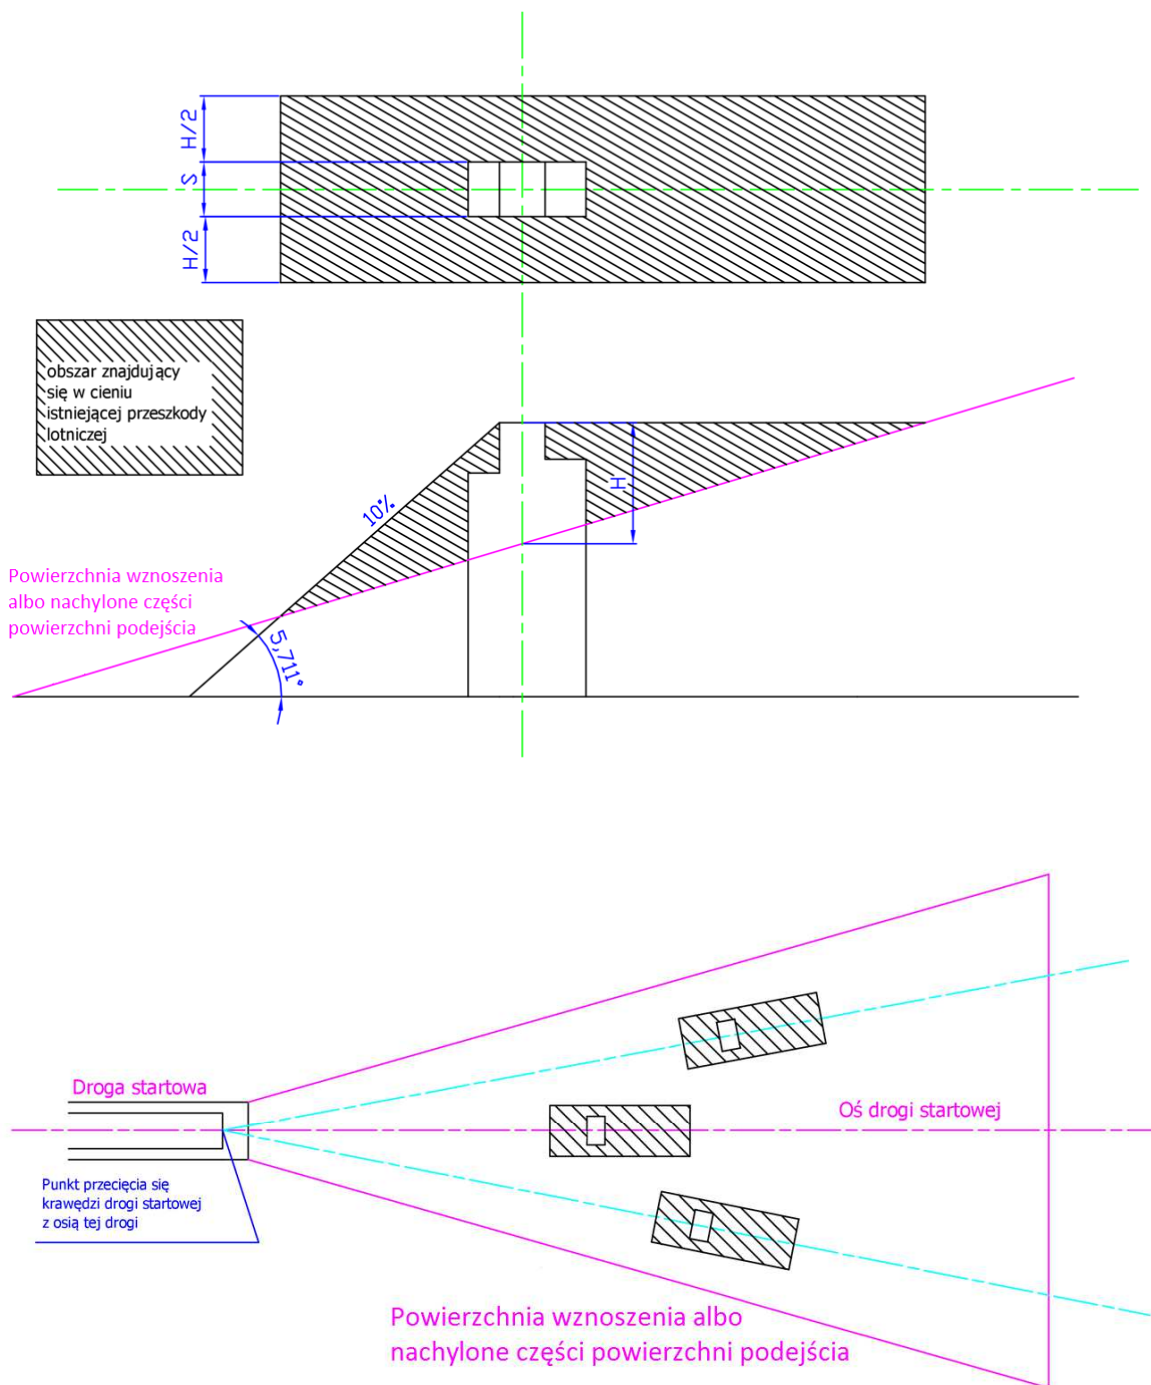 H/2
S
H/2
obszar znajdujący
się w cieniu
istniejącej przeszkody
lotniczej
10%
H
Powierzchnia wznoszenia
albo nachylone części
powierzchni podejścia
5,711°
Droga startowa
Oś drogi startowej
Punkt przecięcia się
krawędzi drogi startowej
z osią tej drogi
Powierzchnia wznoszenia albo
nachylone części powierzchni podejścia